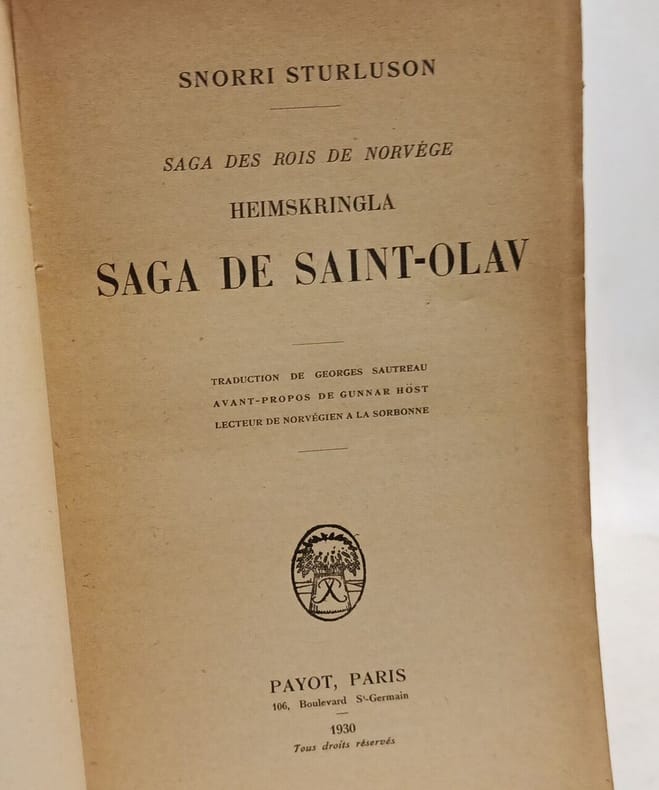 SNORRI STURLUSON
SAGA DES ROIS DE NORVÈGE
HEIMSKRINGLA
SAGA DE SAINT-OLAV
TRADUCTION DE GEORGES SAUTREAU
AVANT-PROPOS DE GUNNAR HÖST
LECTEUR DE NORVÉGIEN A LA SORBONNE
PAYOT, PARIS
106, Boulevard St-Germain
1930
Tous droits réservés